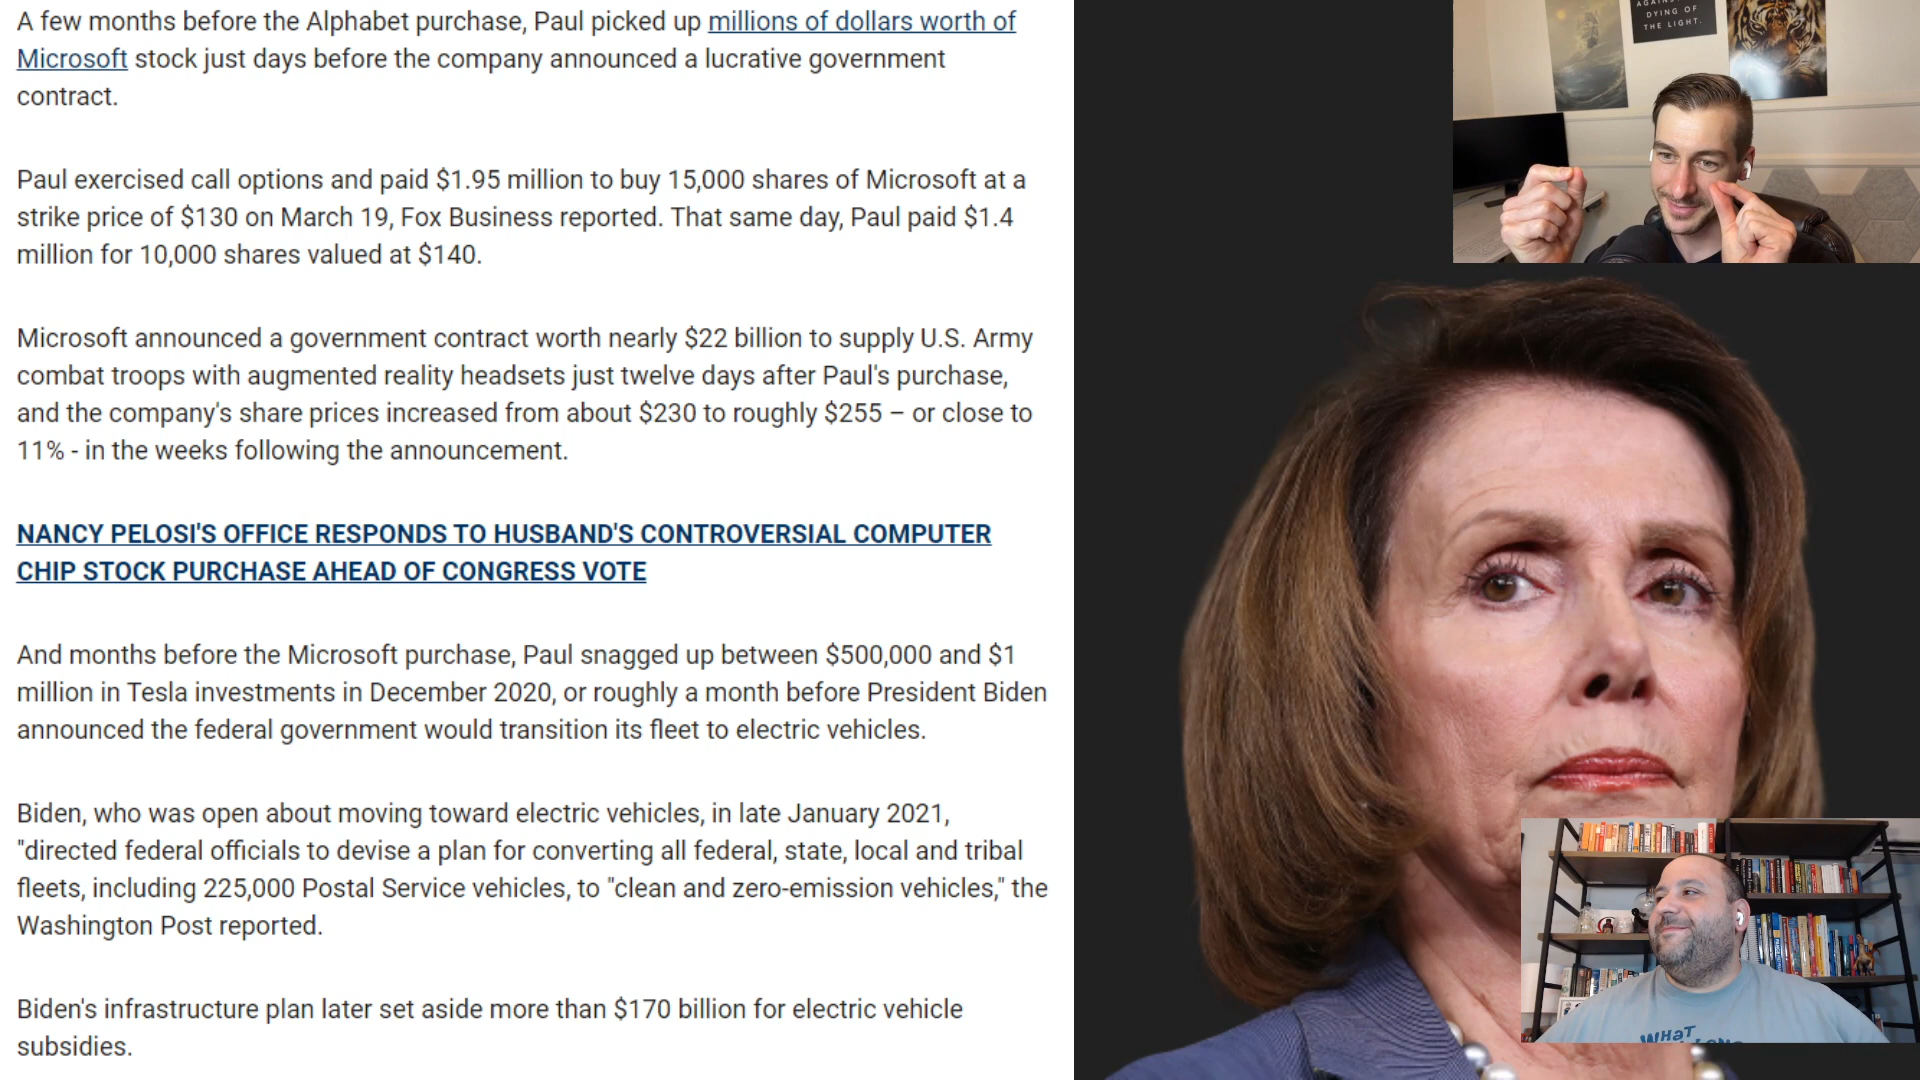 A few months before the Alphabet purchase, Paul picked up millions of dollars worth of
Microsoft stock just days before the company announced a lucrative government
contract.
Paul exercised call options and paid $1.95 million to buy 15,000 shares of Microsoft at a
strike price of $130 on March 19, Fox Business reported. That same day, Paul paid $1.4
million for 10,000 shares valued at $140.
Microsoft announced a government contract worth nearly $22 billion to supply U.S. Army
combat troops with augmented reality headsets just twelve days after Paul's purchase,
and the company's share prices increased from about $230 to roughly $255 – or close to
11% - in the weeks following the announcement.
NANCY PELOSI'S OFFICE RESPONDS TO HUSBAND'S CONTROVERSIAL COMPUTER
CHIP STOCK PURCHASE AHEAD OF CONGRESS VOTE
And months before the Microsoft purchase, Paul snagged up between $500,000 and $1
million in Tesla investments in December 2020, or roughly a month before President Biden
announced the federal government would transition its fleet to electric vehicles.
Biden, who was open about moving toward electric vehicles, in late January 2021,
"directed federal officials to devise a plan for converting all federal, state, local and tribal
fleets, including 225,000 Postal Service vehicles, to "clean and zero-emission vehicles," the
Washington Post reported.
Biden's infrastructure plan later set aside more than $170 billion for electric vehicle
subsidies.
DYING OF
THE LIGHT.
WHAT